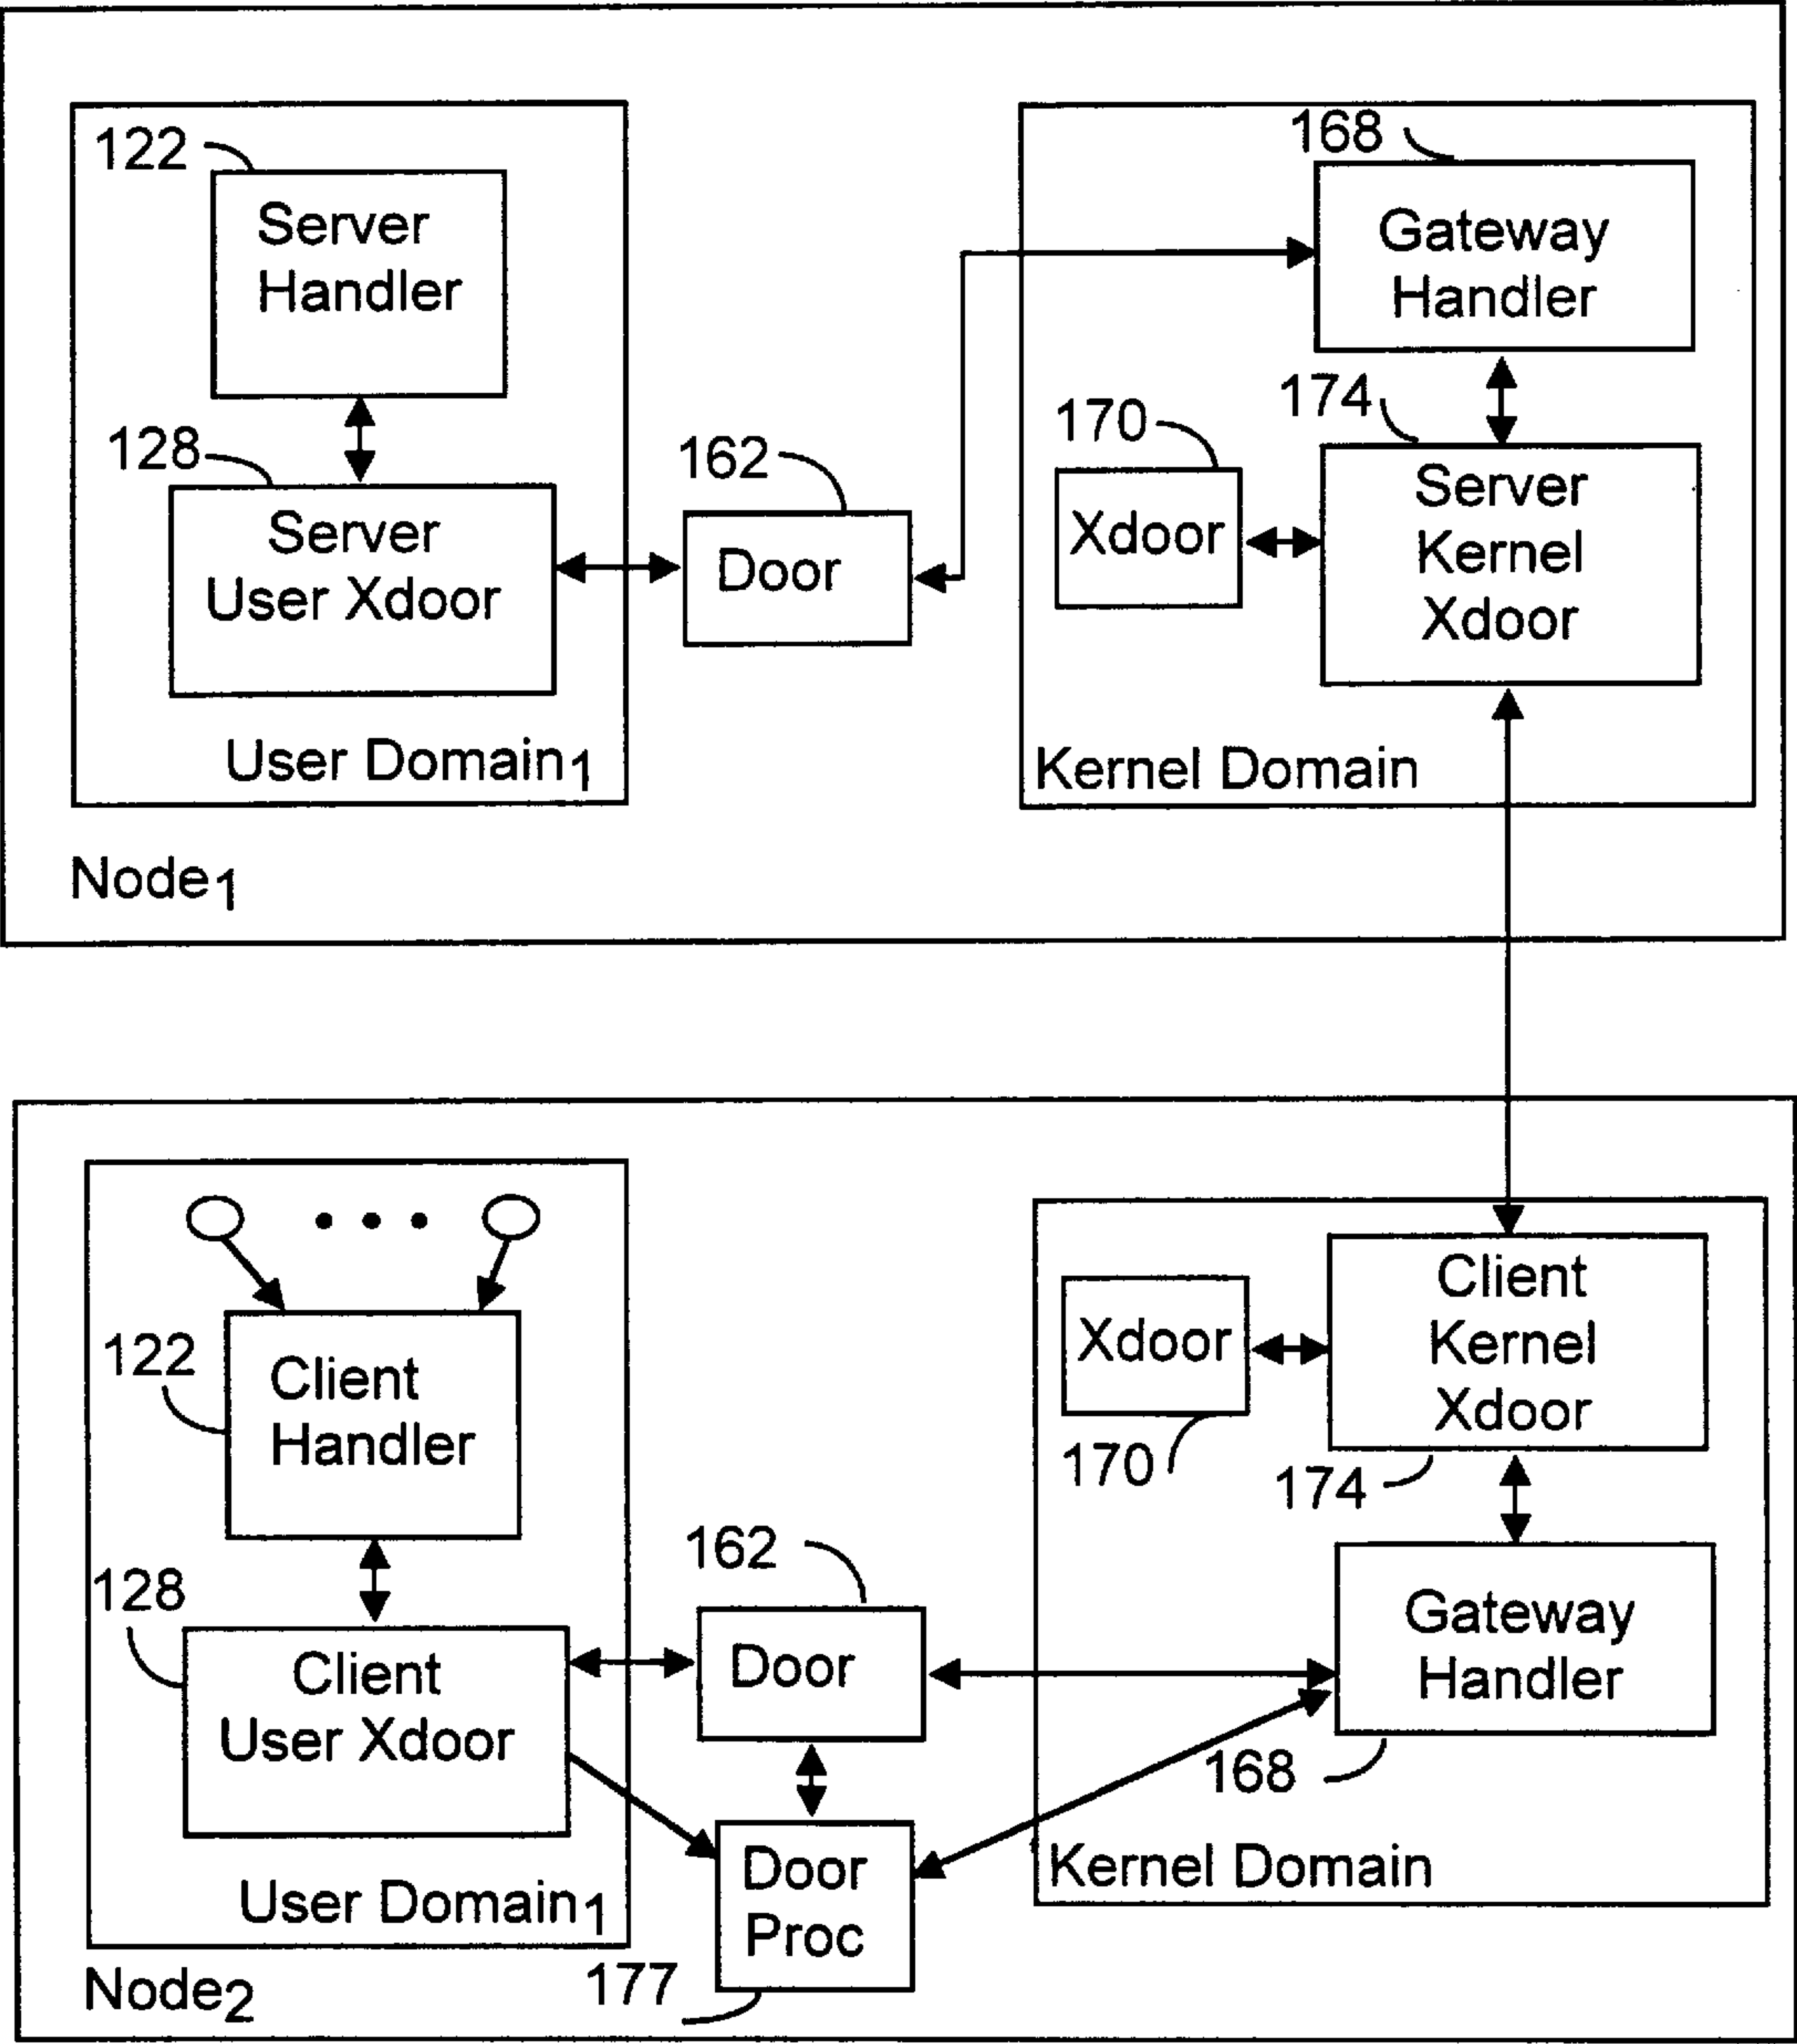 122
Server
Handler
128
Server
User Xdoor
User Domain1
162
Door
168
Gateway
Handler
174
170
Xdoor
Server
Kernel
Xdoor
Kernel Domain
Node1
122
Client
Handler
128
Client
User Xdoor
User Domain1
162
Door
Door
Proc
177
Client
Kernel
Xdoor
Xdoor
170
174
Gateway
Handler
168
Kernel Domain
Node2